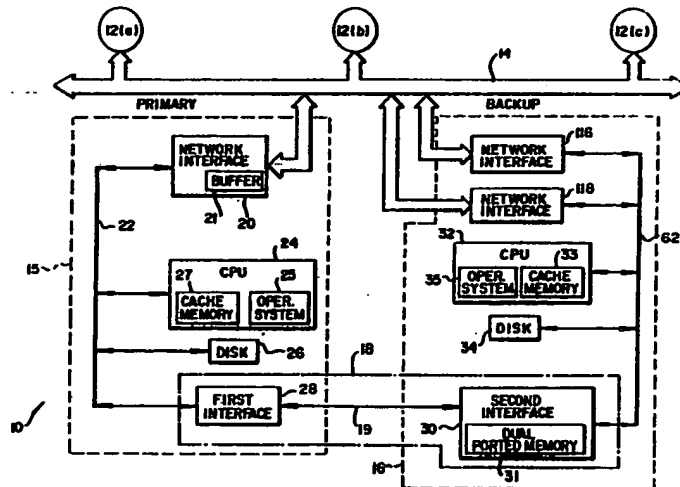 12(a)
12(b)
12(c)
14
PRIMARY
BACKUP
NETWORK
INTERFACE
BUFFER
21
20
22
15
24
CPU
27
25
CACHE
MEMORY
OPER.
SYSTEM
DISK
26
28
FIRST
INTERFACE
10
18
19
116
NETWORK
INTERFACE
118
NETWORK
INTERFACE
62
32
33
CPU
35
OPER.
SYSTEM
CACHE
MEMORY
DISK
34
SECOND
INTERFACE
30
DUAL
PORTED MEMORY
31
16